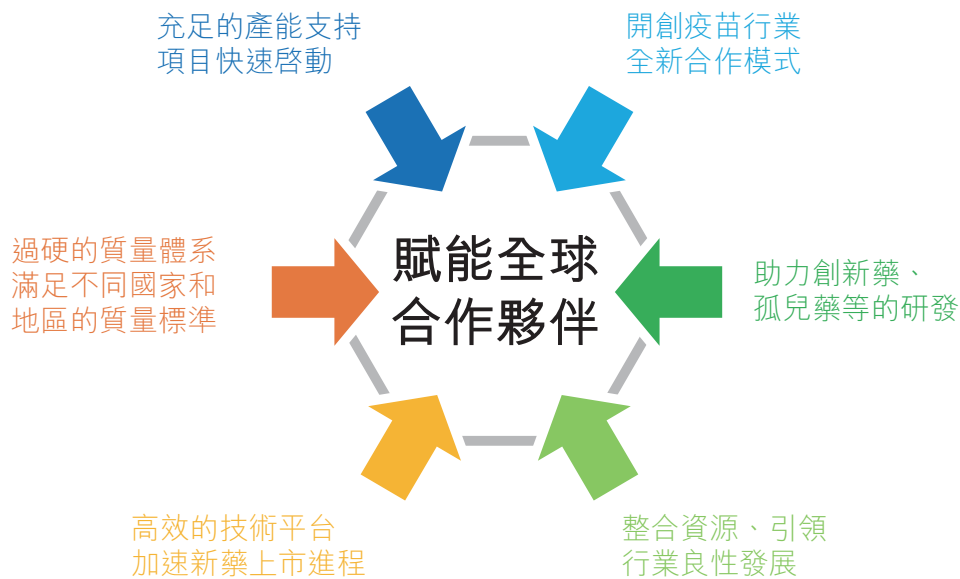 充足的產能支持
項目快速啓動
開創疫苗行業
全新合作模式
過硬的質量體系
滿足不同國家和
地區的質量標準
賦能全球
合作夥伴
助力創新藥、
孤兒藥等的研發
高效的技術平台
加速新藥上市進程
整合資源、引領
行業良性發展